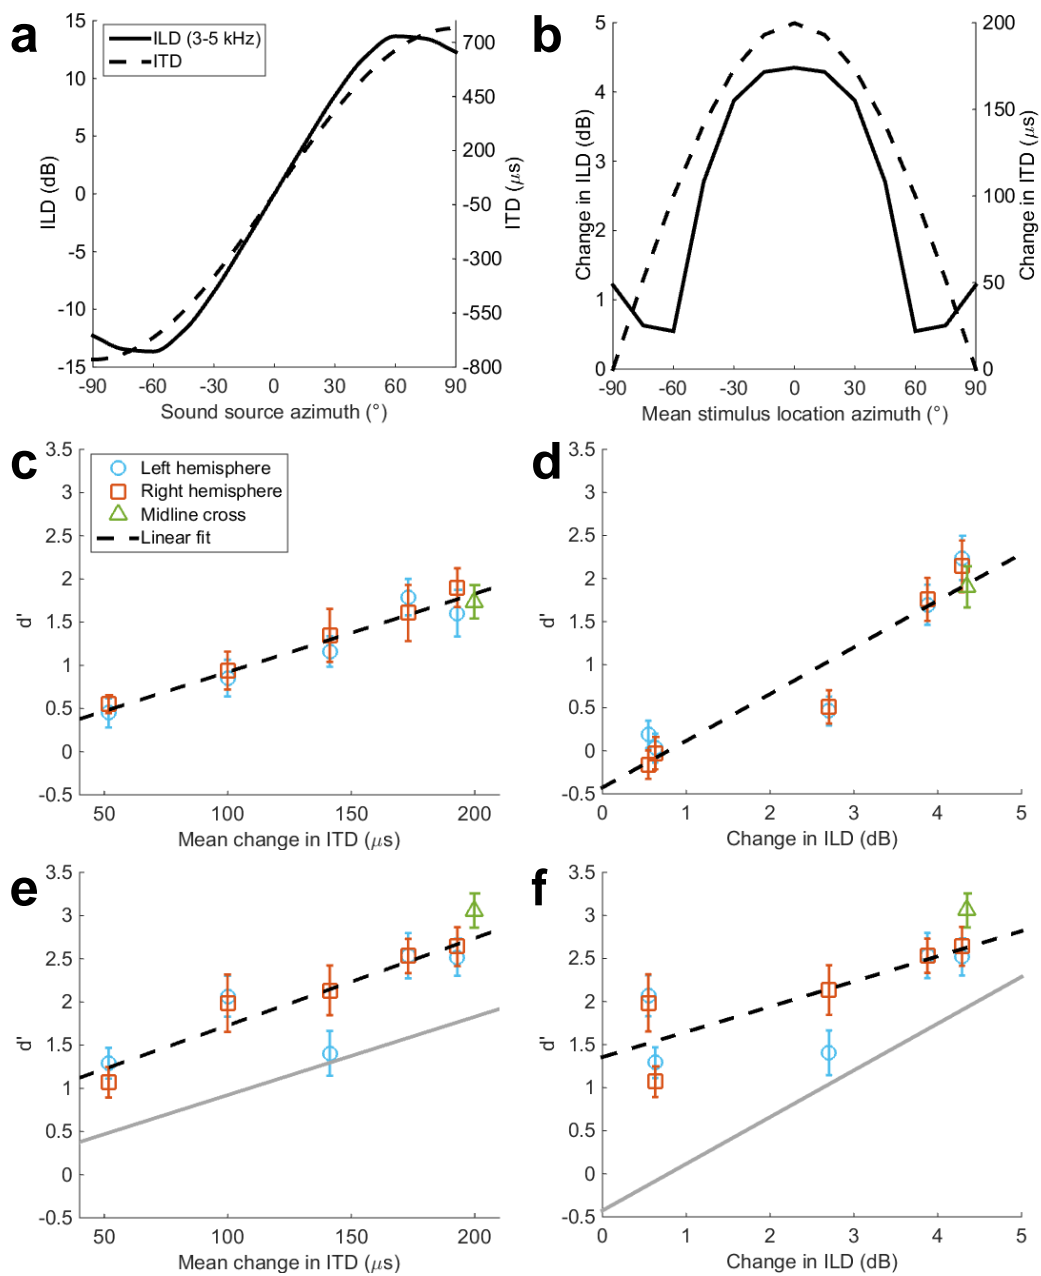 a
15
10
5
0
-5
-10
-15
ILD (dB)
ILD (3-5 kHz)
ITD
700
450
200
-50
-300
-550
-800
ITD (μs)
-90 -60 -30 0 30 60 90
Sound source azimuth (°)
b
5
4
3
2
1
0
Change in ILD (dB)
200
150
100
50
0
Change in ITD (μs)
-90 -60 -30 0 30 60 90
Mean stimulus location azimuth (°)
c
3.5
3
2.5
2
1.5
1
0.5
0
-0.5
d'
Left hemisphere
Right hemisphere
Midline cross
Linear fit
50 100 150 200
Mean change in ITD (μs)
d
3.5
3
2.5
2
1.5
1
0.5
0
-0.5
d'
0 1 2 3 4 5
Change in ILD (dB)
e
3.5
3
2.5
2
1.5
1
0.5
0
-0.5
d'
50 100 150 200
Mean change in ITD (μs)
f
3.5
3
2.5
2
1.5
1
0.5
0
-0.5
d'
0 1 2 3 4 5
Change in ILD (dB)